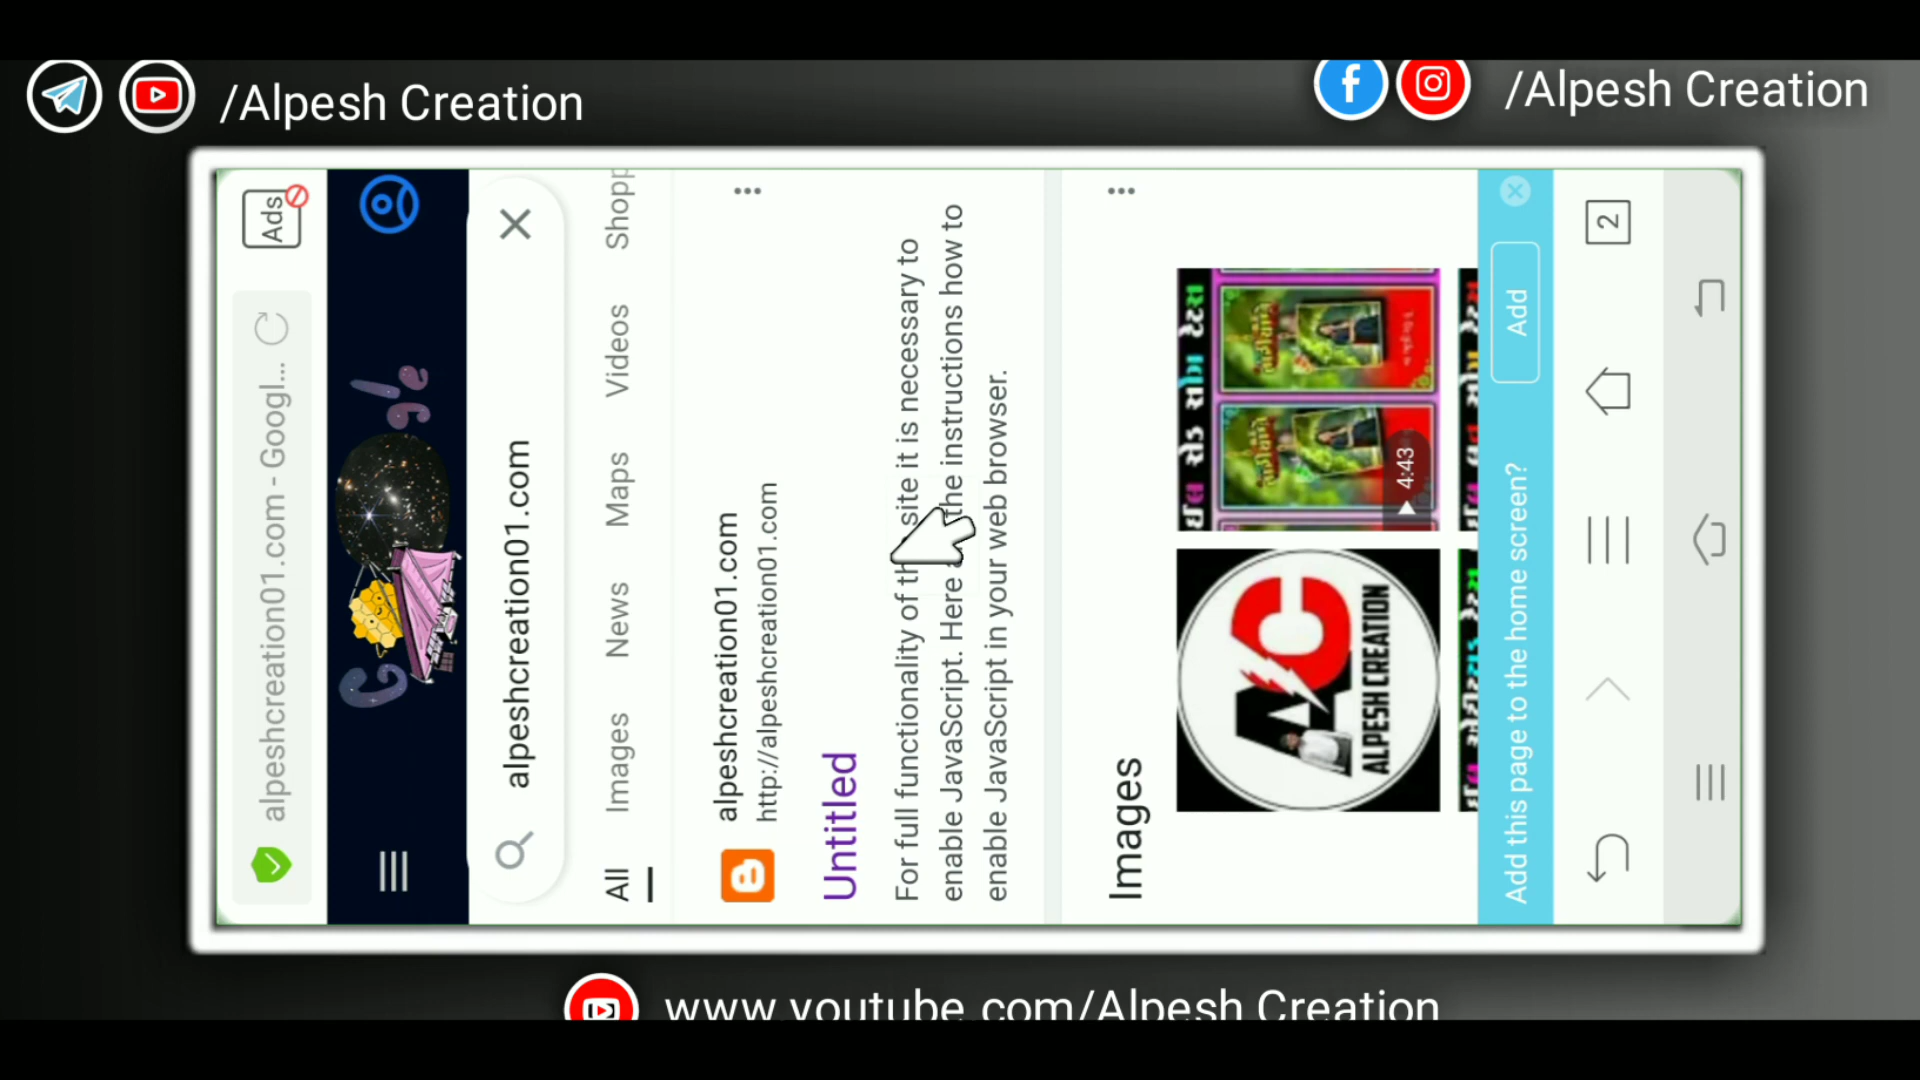 /Alpesh Creation
/Alpesh Creation
Ads
alpeshcreation01.com - Googl...
alpeshcreation01.com
All Images News Maps Videos Shopp
alpeshcreation01.com
http://alpeshcreation01.com
Untitled
For full functionality of th site it is necessary to
enable JavaScript. Here the instructions how to
enable JavaScript in your web browser.
Images
ALPESH CREATION
4:43
Add this page to the home screen?
Add
2
www.youtube.com/Alpesh Creation